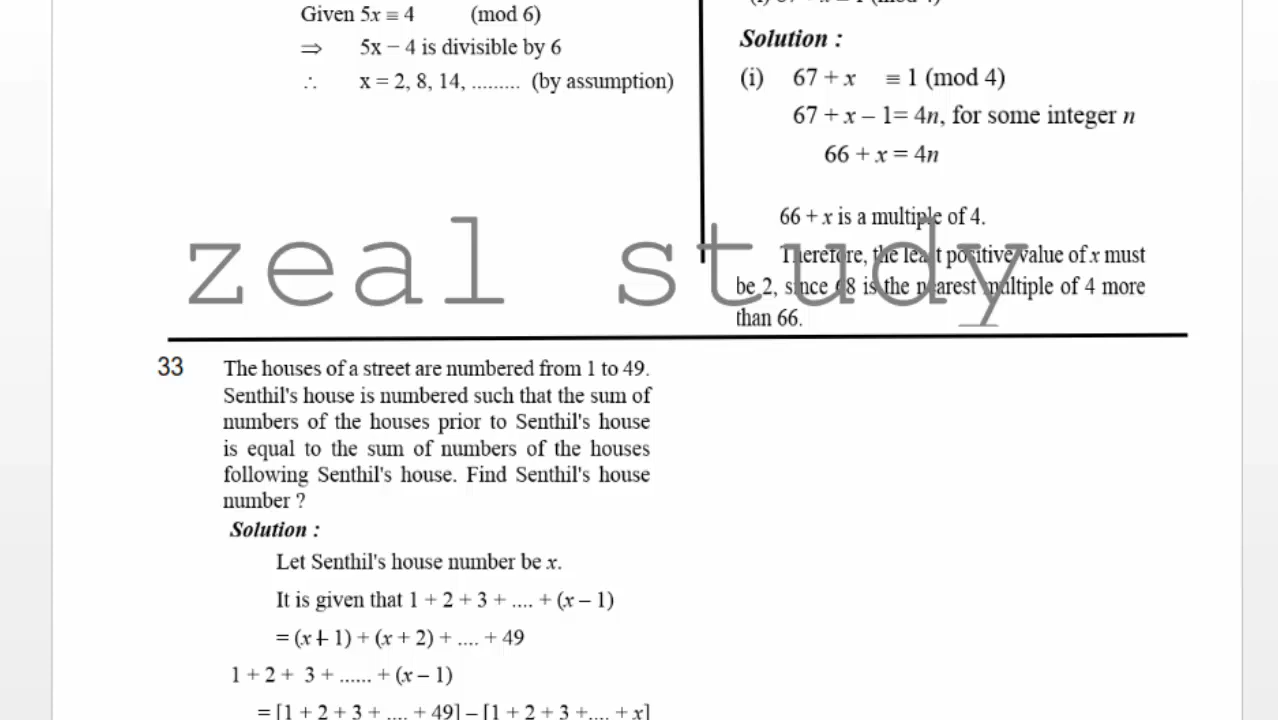 Given 5x ≡ 4 (mod 6)
⇒ 5x − 4 is divisible by 6
∴ x = 2, 8, 14, ......... (by assumption)
Solution :
(i) 67 + x ≡ 1 (mod 4)
67 + x – 1= 4n, for some integer n
66 + x = 4n
66 + x is a multiple of 4.
Therefore, the least positive value of x must
be 2, since 68 is the nearest multiple of 4 more
than 66.
zeal study
33 The houses of a street are numbered from 1 to 49.
Senthil's house is numbered such that the sum of
numbers of the houses prior to Senthil's house
is equal to the sum of numbers of the houses
following Senthil's house. Find Senthil's house
number ?
Solution :
Let Senthil's house number be x.
It is given that 1 + 2 + 3 + .... + (x – 1)
= (x + 1) + (x + 2) + .... + 49
1 + 2 + 3 + ...... + (x – 1)
= [1 + 2 + 3 + .... + 49] – [1 + 2 + 3 +.... + x]